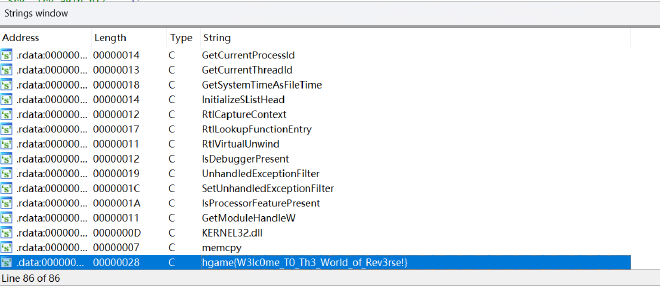 Strings window
Address Length Type String
.rdata:000000... 00000014 C GetCurrentProcessId
.rdata:000000... 00000013 C GetCurrentThreadId
.rdata:000000... 00000018 C GetSystemTimeAsFileTime
.rdata:000000... 00000014 C InitializeSListHead
.rdata:000000... 00000012 C RtlCaptureContext
.rdata:000000... 00000017 C RtlLookupFunctionEntry
.rdata:000000... 00000011 C RtlVirtualUnwind
.rdata:000000... 00000012 C IsDebuggerPresent
.rdata:000000... 00000019 C UnhandledExceptionFilter
.rdata:000000... 0000001C C SetUnhandledExceptionFilter
.rdata:000000... 0000001A C IsProcessorFeaturePresent
.rdata:000000... 00000011 C GetModuleHandleW
.rdata:000000... 0000000D C KERNEL32.dll
.rdata:000000... 00000007 C memcpy
.data:000000... 00000028 C hgame{W3lc0me_T0_Th3_World_of_Rev3rse!}
Line 86 of 86